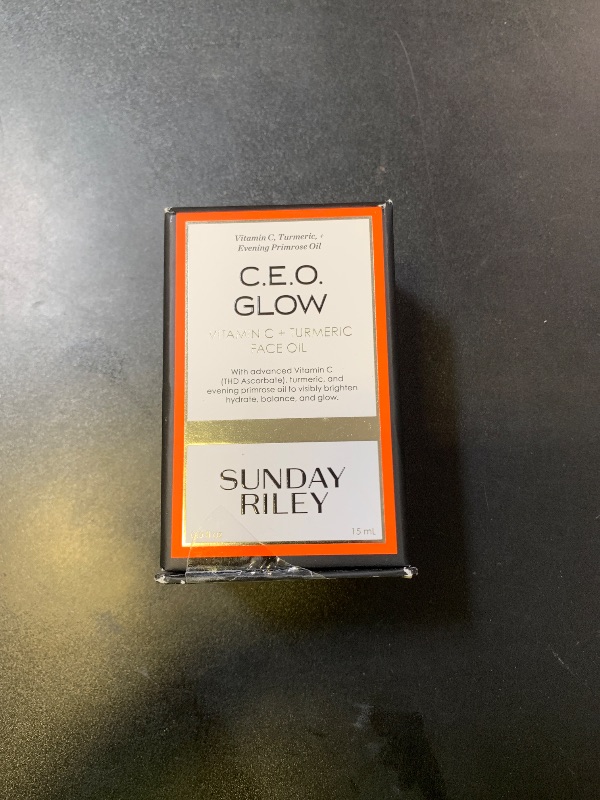 Vitamin C, Turmeric, +
Evening Primrose Oil
C.E.O.
GLOW
VITAMIN C + TURMERIC
FACE OIL
With advanced Vitamin C
(THD Ascorbate), turmeric, and
evening primrose oil to visibly brighten
hydrate, balance, and glow.
SUNDAY
RILEY
15 mL